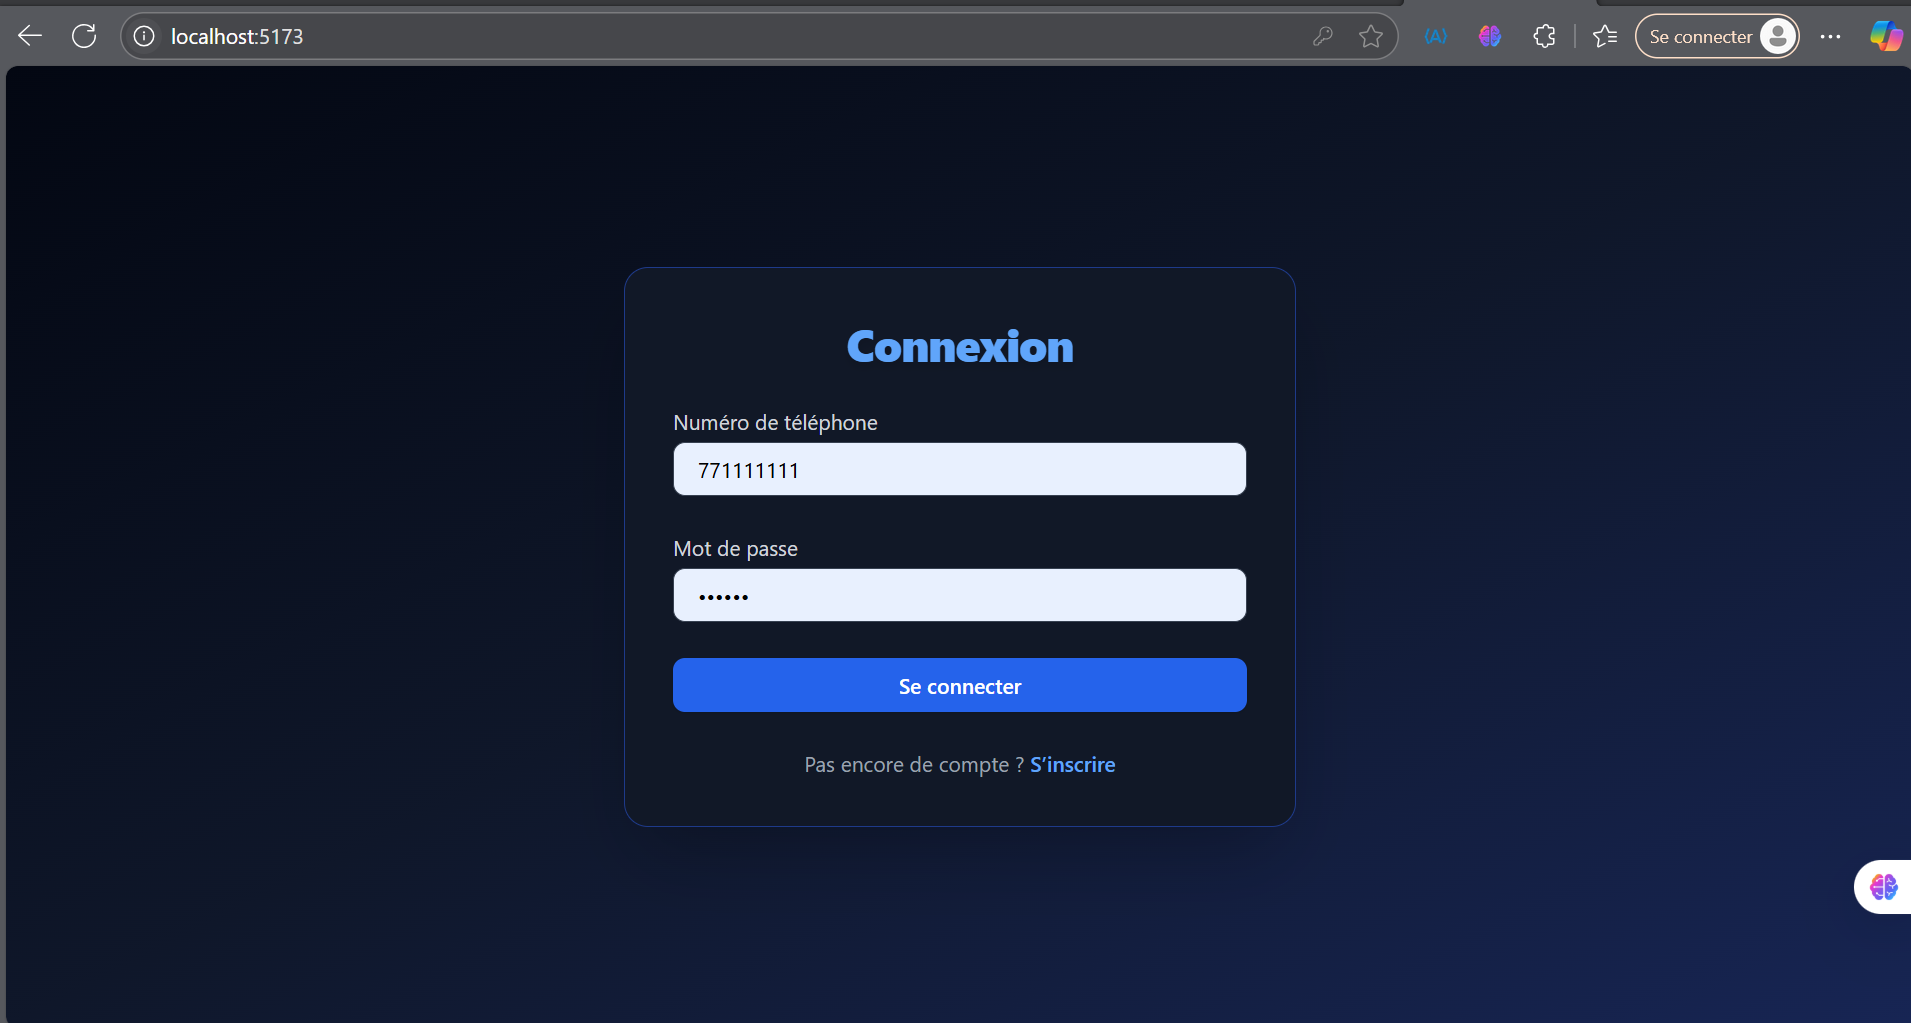 localhost:5173
Se connecter
Connexion
Numéro de téléphone
771111111
Mot de passe
••••••
Se connecter
Pas encore de compte ? S’inscrire